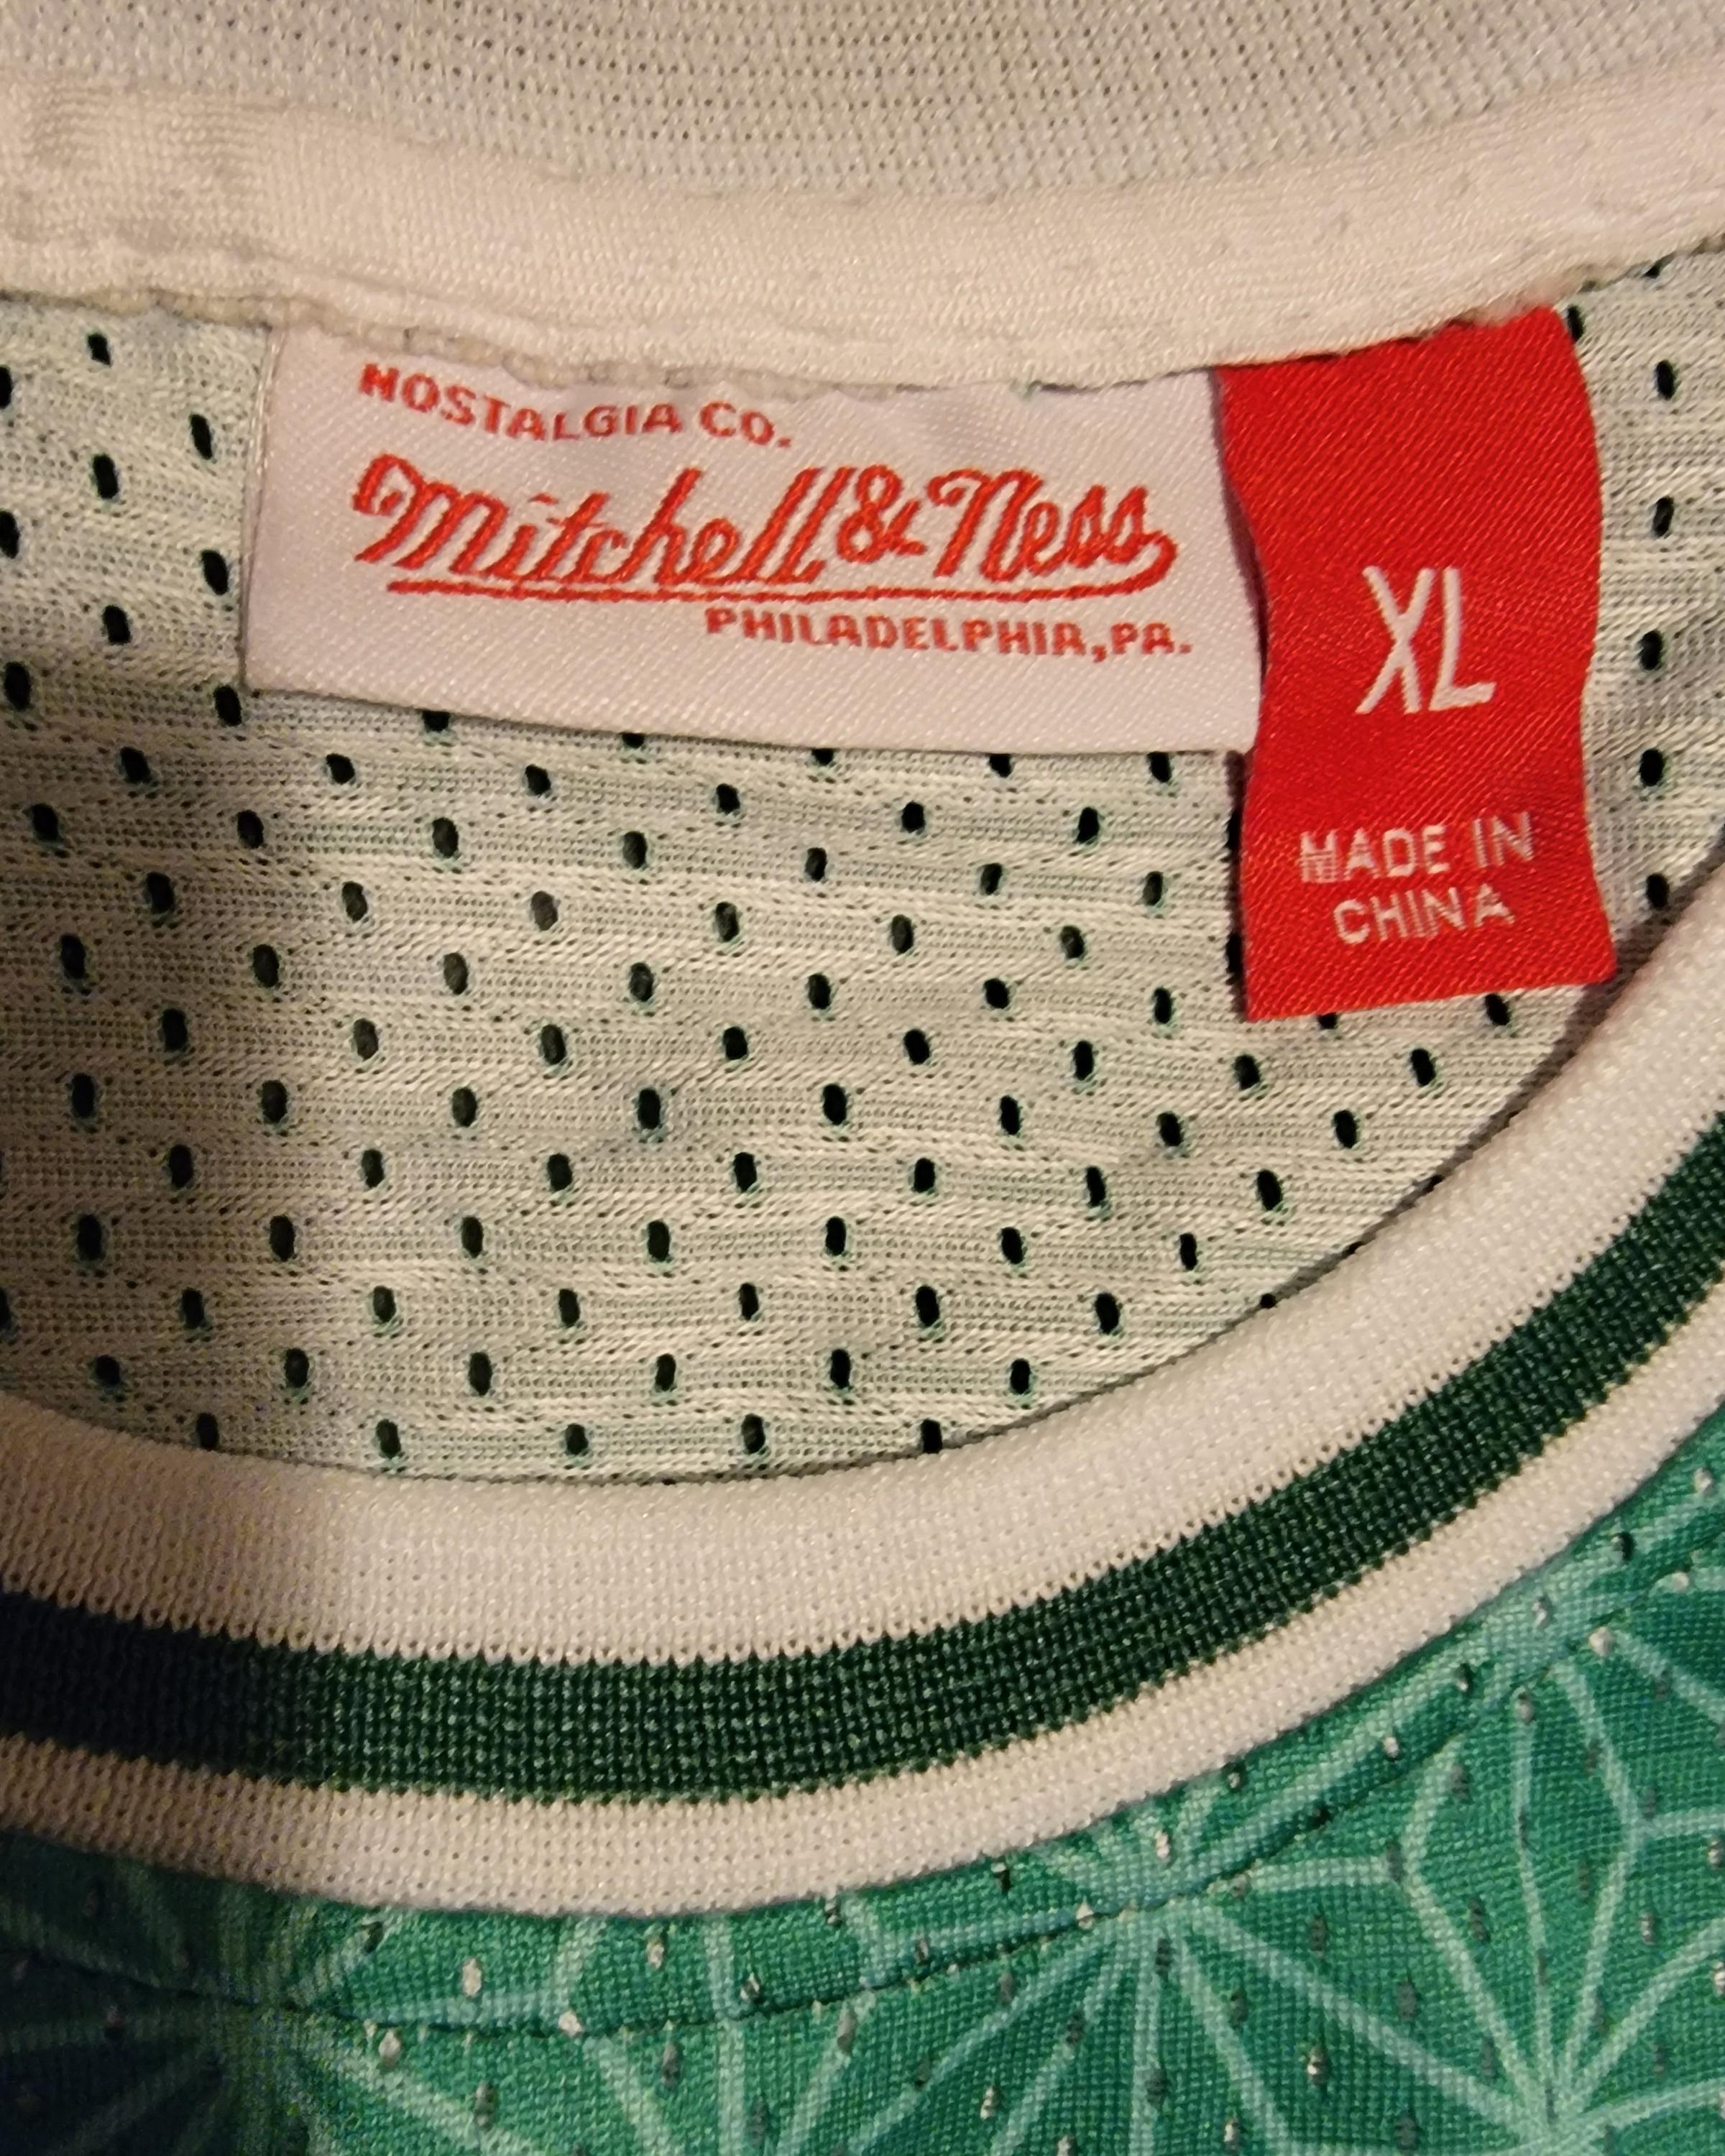 NOSTALGIA CO.
Mitchell & Ness
PHILADELPHIA, PA.
XL
MADE IN
CHINA